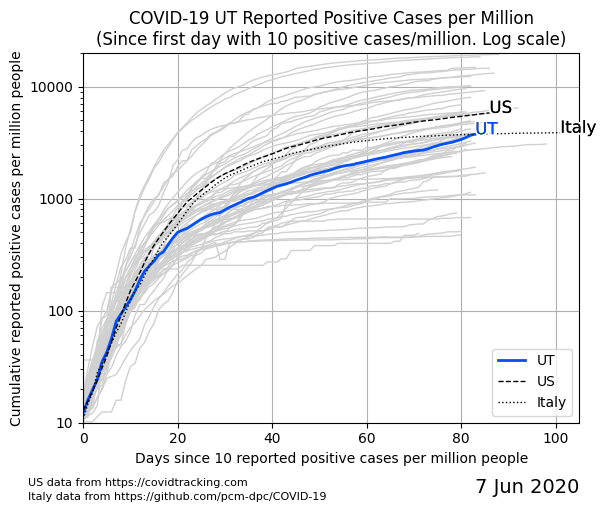 COVID-19 UT Reported Positive Cases per Million
(Since first day with 10 positive cases/million. Log scale)
Cumulative reported positive cases per million people
10000
1000
100
10
US
UT
Italy
UT
US
Italy
0
20
40
60
80
100
Days since 10 reported positive cases per million people
US data from https://covidtracking.com
Italy data from https://github.com/pcm-dpc/COVID-19
7 Jun 2020